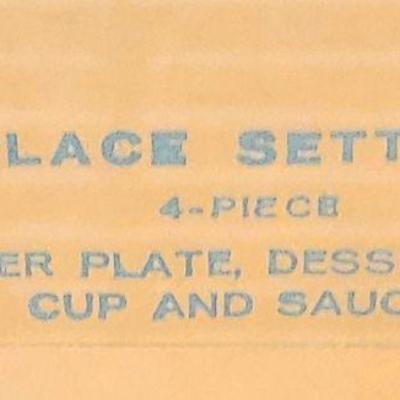 LACE SETT
4-PIECE
ER PLATE, DESS
CUP AND SAUC